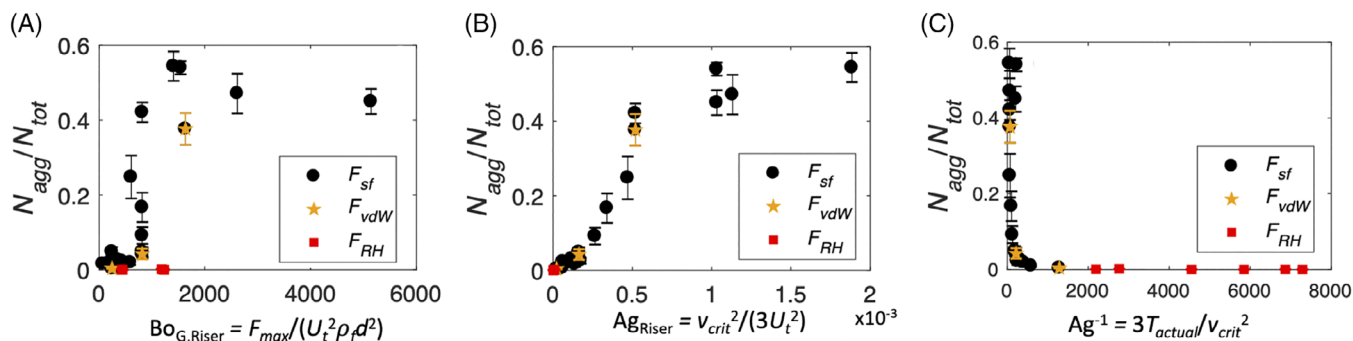 (A)
N_agg/N_tot
0.6
0.4
0.2
0
F_sf
F_vdW
F_RH
0 2000 4000 6000
Bo_G,Riser = F_max/(U_t^2ρ_fd^2)
(B)
N_agg/N_tot
0.6
0.4
0.2
0
F_sf
F_vdW
F_RH
0 0.5 1 1.5 2
×10^-3
Ag_Riser = v_crit^2/(3U_t^2)
(C)
N_agg/N_tot
0.6
0.4
0.2
0
F_sf
F_vdW
F_RH
0 2000 4000 6000 8000
Ag^-1 = 3T_actual/v_crit^2